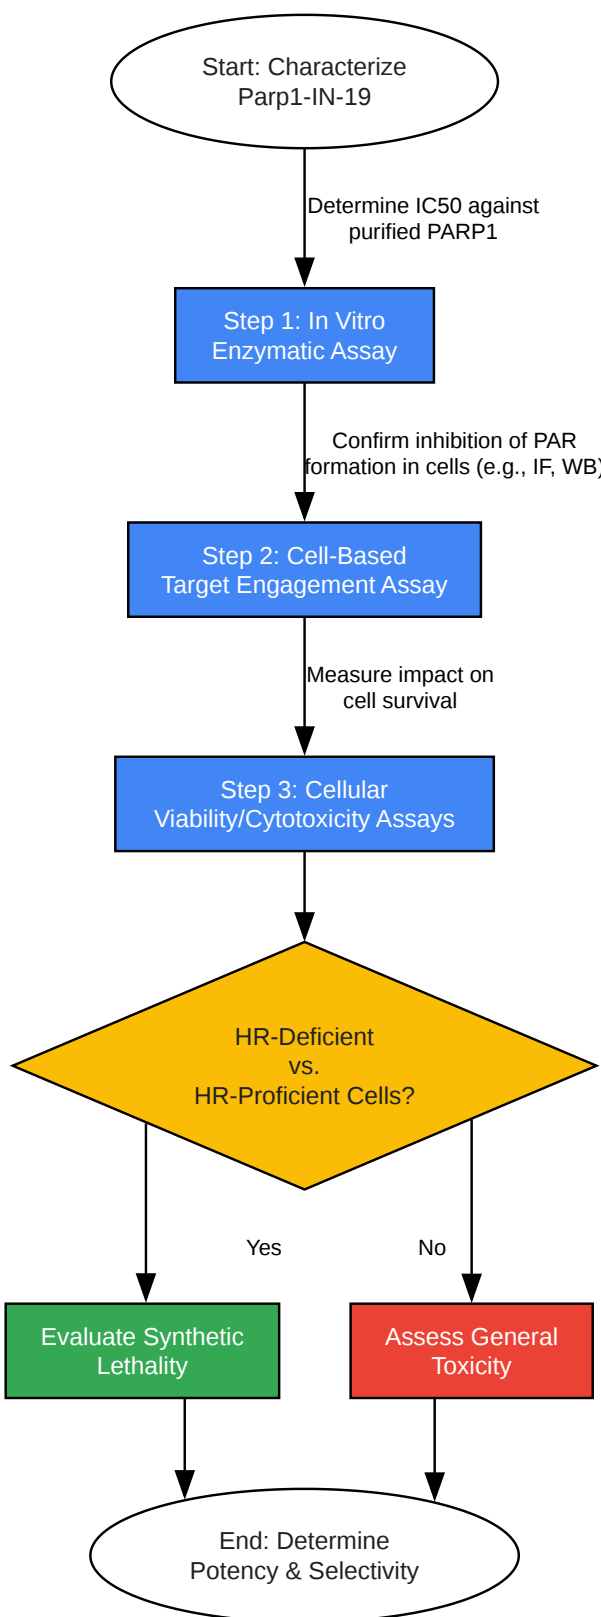 Start: Characterize
Parp1-IN-19
Determine IC50 against
purified PARP1
Step 1: In Vitro
Enzymatic Assay
Confirm inhibition of PAR
formation in cells (e.g., IF, WB)
Step 2: Cell-Based
Target Engagement Assay
Measure impact on
cell survival
Step 3: Cellular
Viability/Cytotoxicity Assays
HR-Deficient
vs.
HR-Proficient Cells?
Yes
No
Evaluate Synthetic
Lethality
Assess General
Toxicity
End: Determine
Potency & Selectivity